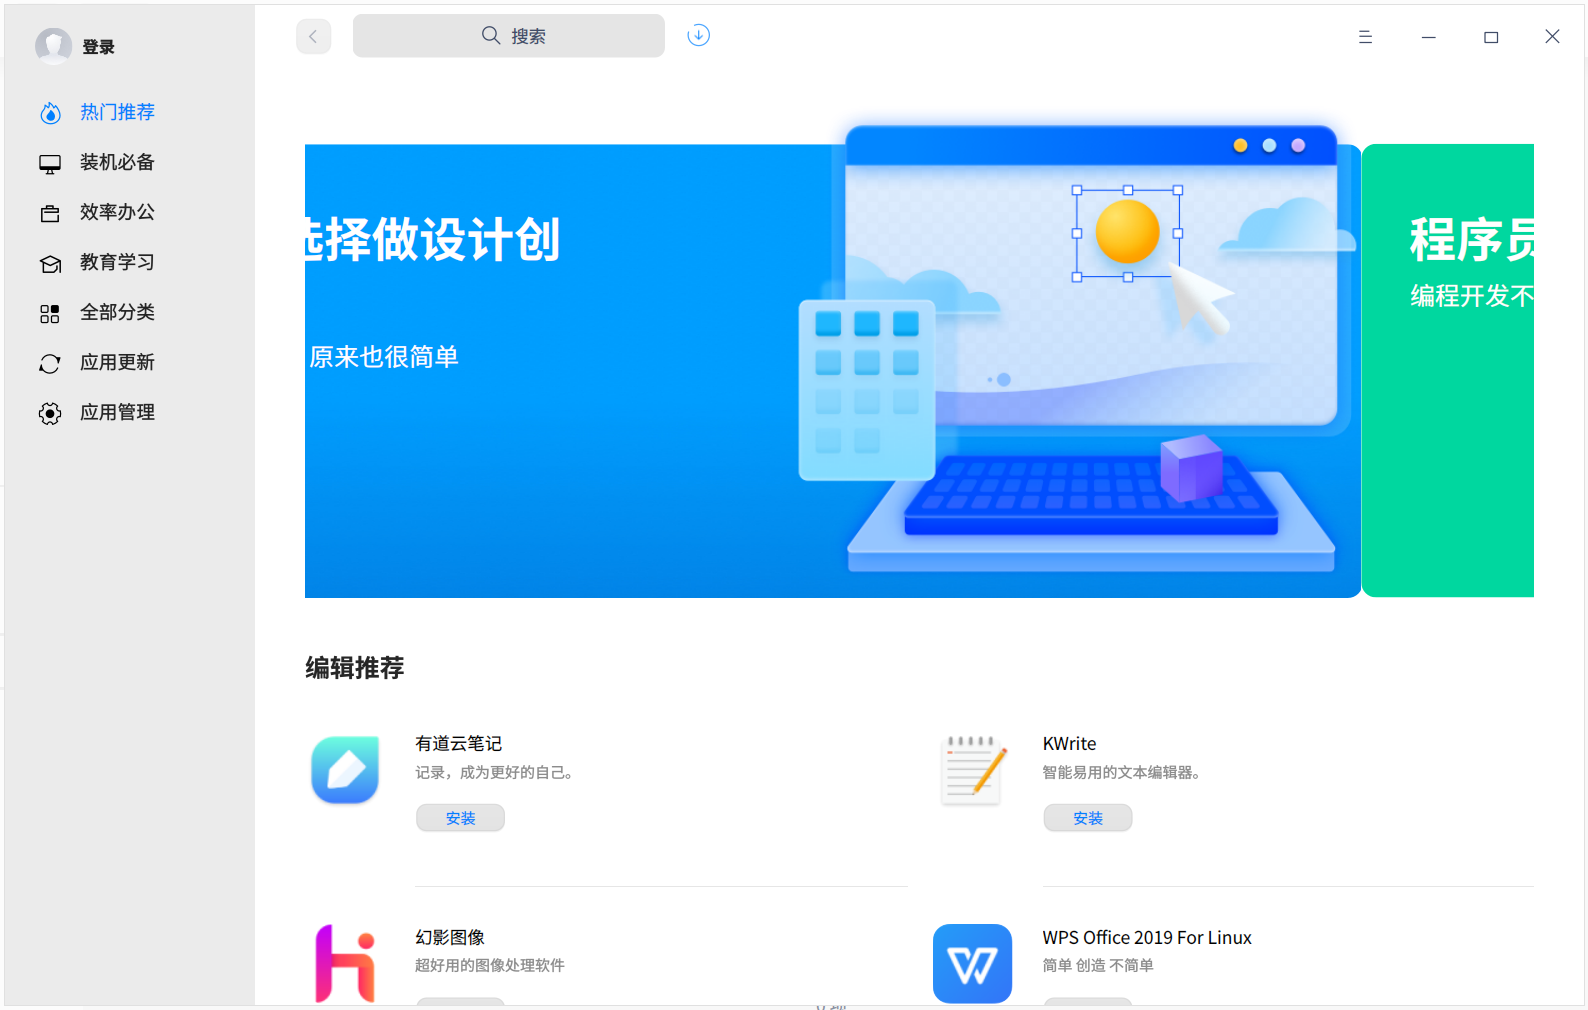 登录
搜索
热门推荐
装机必备
效率办公
教育学习
全部分类
应用更新
应用管理
选择做设计创
原来也很简单
程序员
编程开发不
编辑推荐
有道云笔记
记录，成为更好的自己。
安装
KWrite
智能易用的文本编辑器。
安装
幻影图像
超好用的图像处理软件
WPS Office 2019 For Linux
简单 创造 不简单